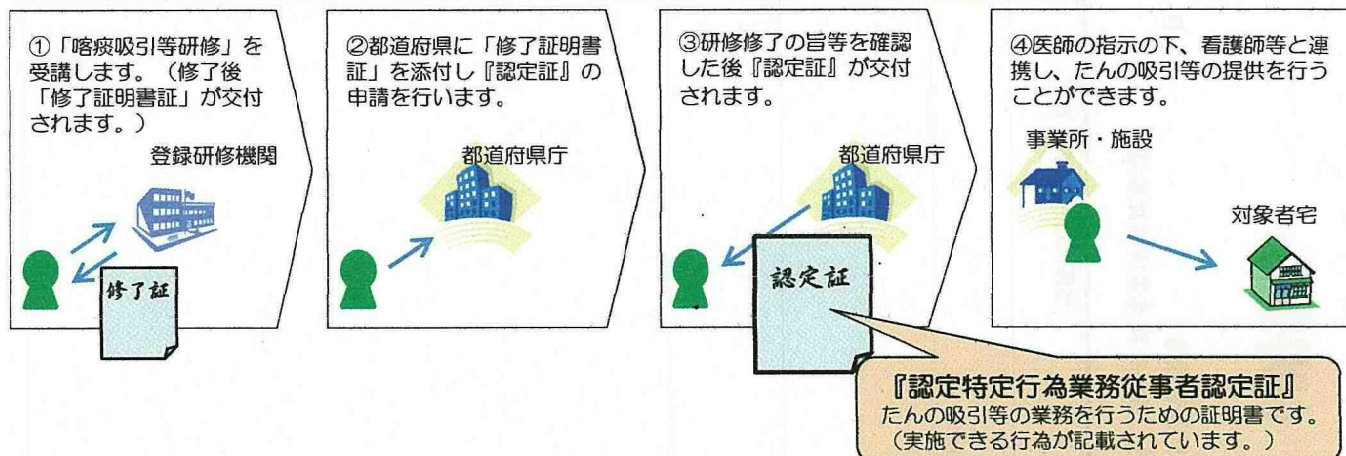 ①「喀痰吸引等研修」を
受講します。（修了後
「修了証明書証」が交付
されます。）
登録研修機関
修了証
②都道府県に「修了証明書
証」を添付し『認定証』の
申請を行います。
都道府県庁
③研修修了の旨等を確認
した後『認定証』が交付
されます。
都道府県庁
認定証
④医師の指示の下、看護師等と連
携し、たんの吸引等の提供を行う
ことができます。
事業所・施設
対象者宅
『認定特定行為業務従事者認定証』
たんの吸引等の業務を行うための証明書です。
（実施できる行為が記載されています。）